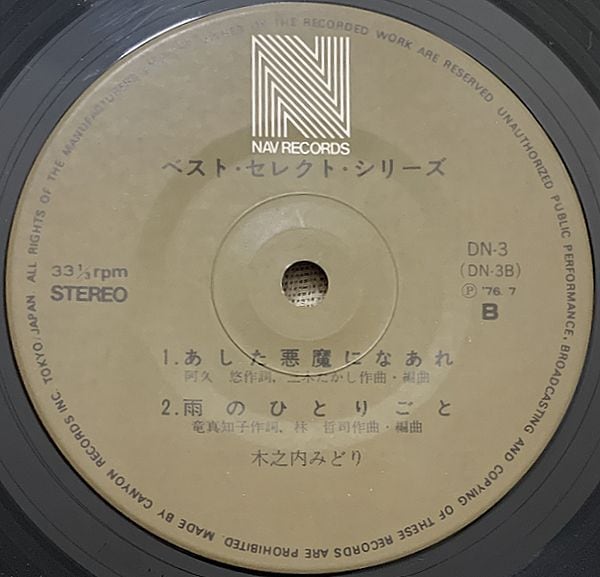 NAV RECORDS
ベスト・セレクト・シリーズ
33⅓rpm
STEREO
DN-3
(DN-3B)
Ⓟ '76.7
B
1.あした悪魔になあれ
阿久 悠作詞、三木たかし作曲・編曲
2.雨のひとりごと
竜真知子作詞、林 哲司作曲・編曲
木之内みどり
ALL RIGHTS OF THE MANUFACTURERS AND OF OWNER OF THE RECORDED WORK ARE RESERVED UNAUTHORIZED PUBLIC PERFORMANCE, BROADCASTING AND COPYING OF THESE RECORDS ARE PROHIBITED. MADE BY CANYON RECORDS INC. TOKYO/JAPAN.